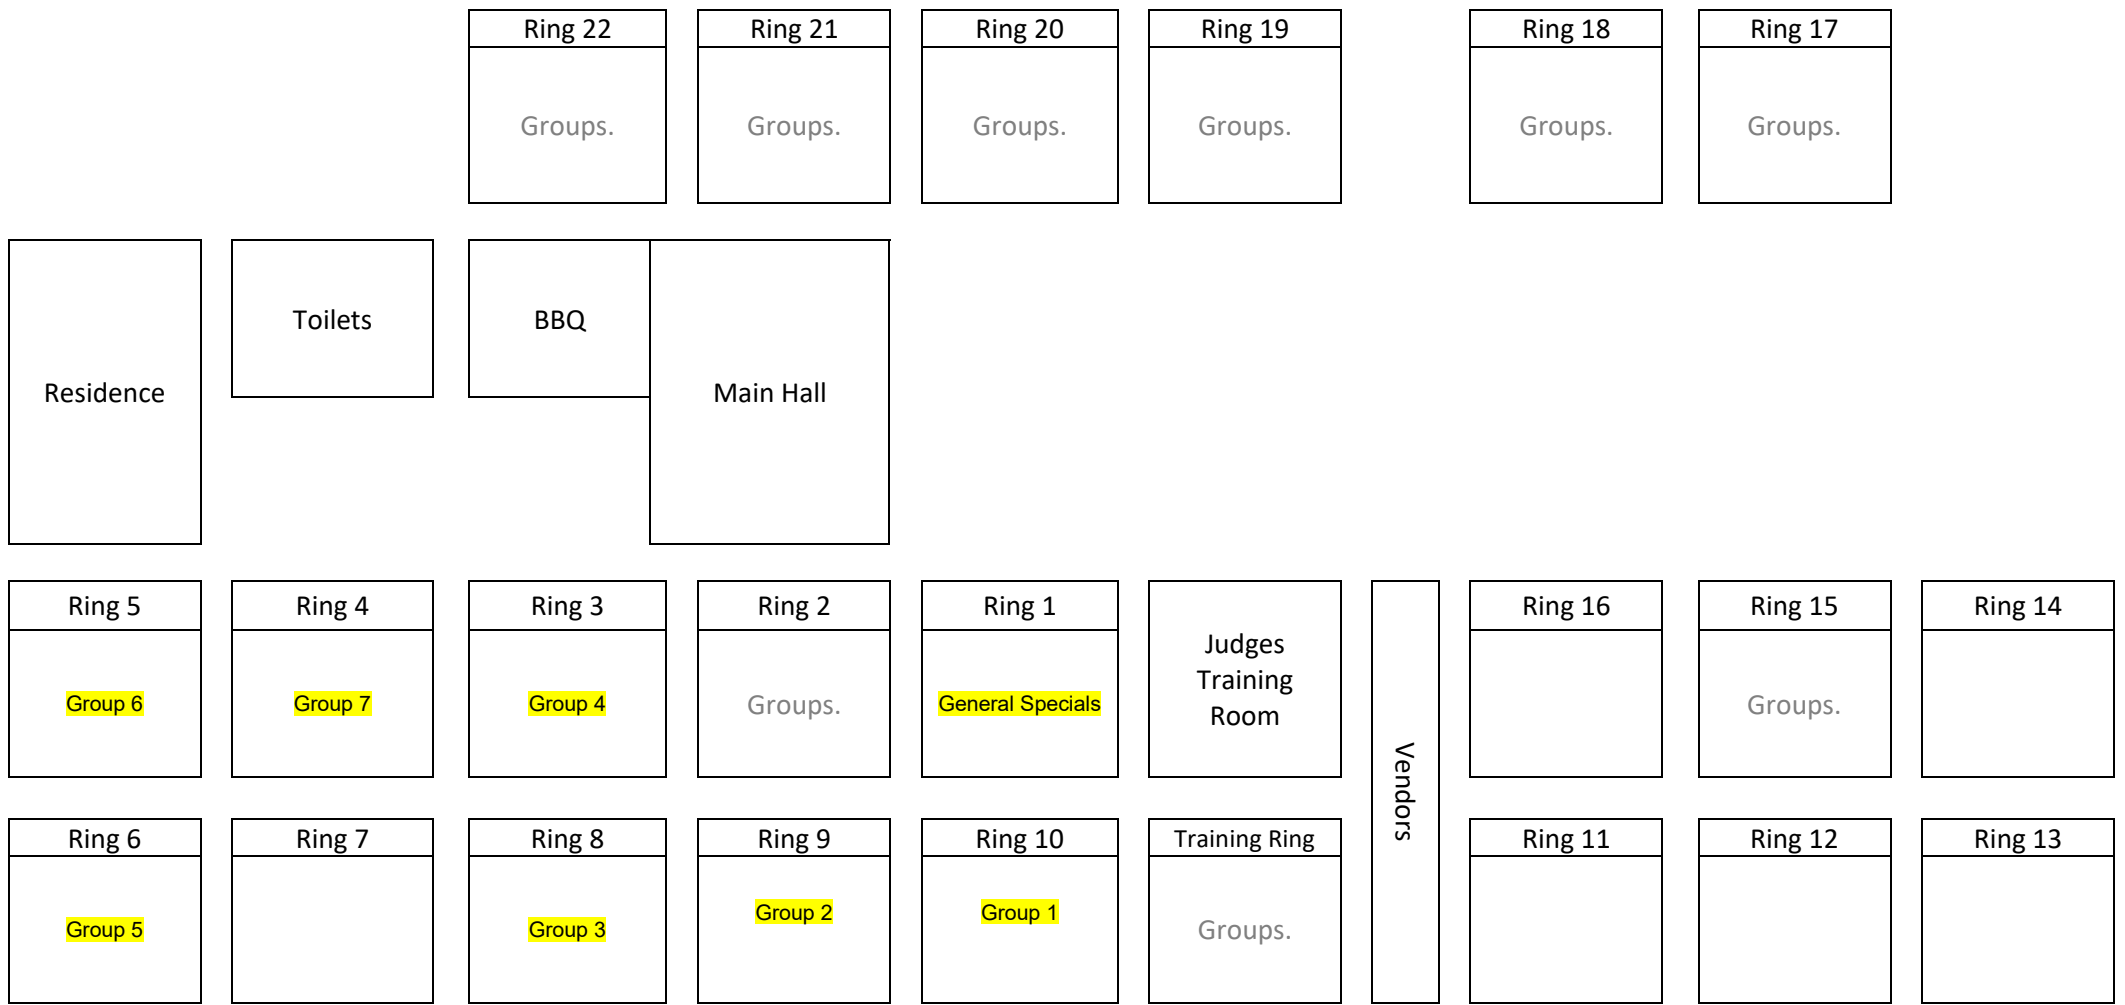 Ring 22
Ring 21
Ring 20
Ring 19
Ring 18
Ring 17
Groups.
Groups.
Groups.
Groups.
Groups.
Groups.
Residence
Toilets
BBQ
Main Hall
Ring 5
Ring 4
Ring 3
Ring 2
Ring 1
Judges
Training
Room
Vendors
Ring 16
Ring 15
Ring 14
Group 6
Group 7
Group 4
Groups.
General Specials
Groups.
Ring 6
Ring 7
Ring 8
Ring 9
Ring 10
Training Ring
Ring 11
Ring 12
Ring 13
Group 5
Group 3
Group 2
Group 1
Groups.